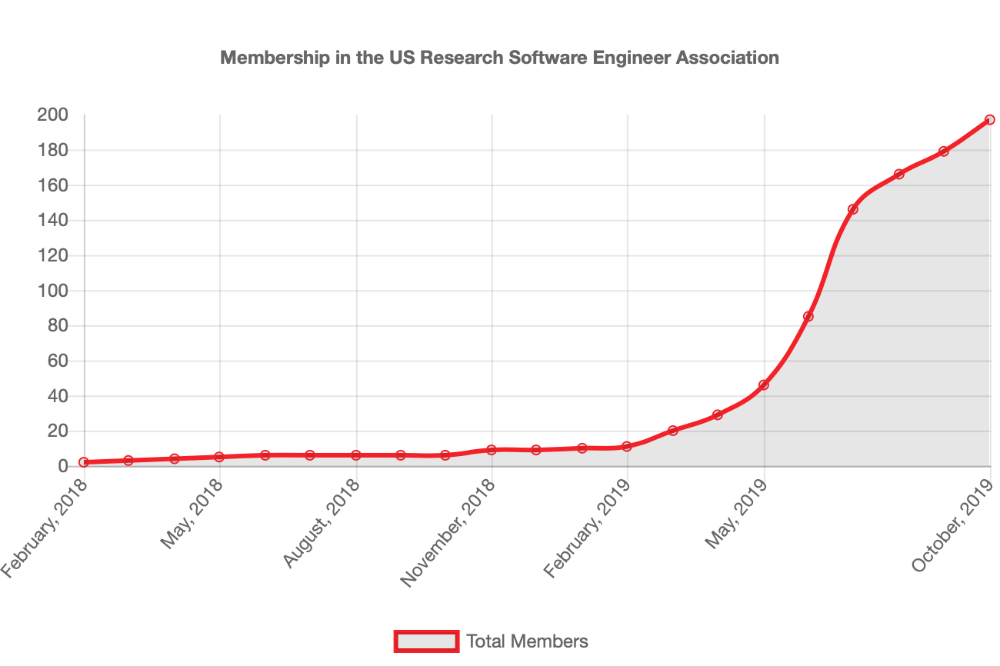 Membership in the US Research Software Engineer Association
200
180
160
140
120
100
80
60
40
20
0
February, 2018
May, 2018
August, 2018
November, 2018
February, 2019
May, 2019
October, 2019
Total Members